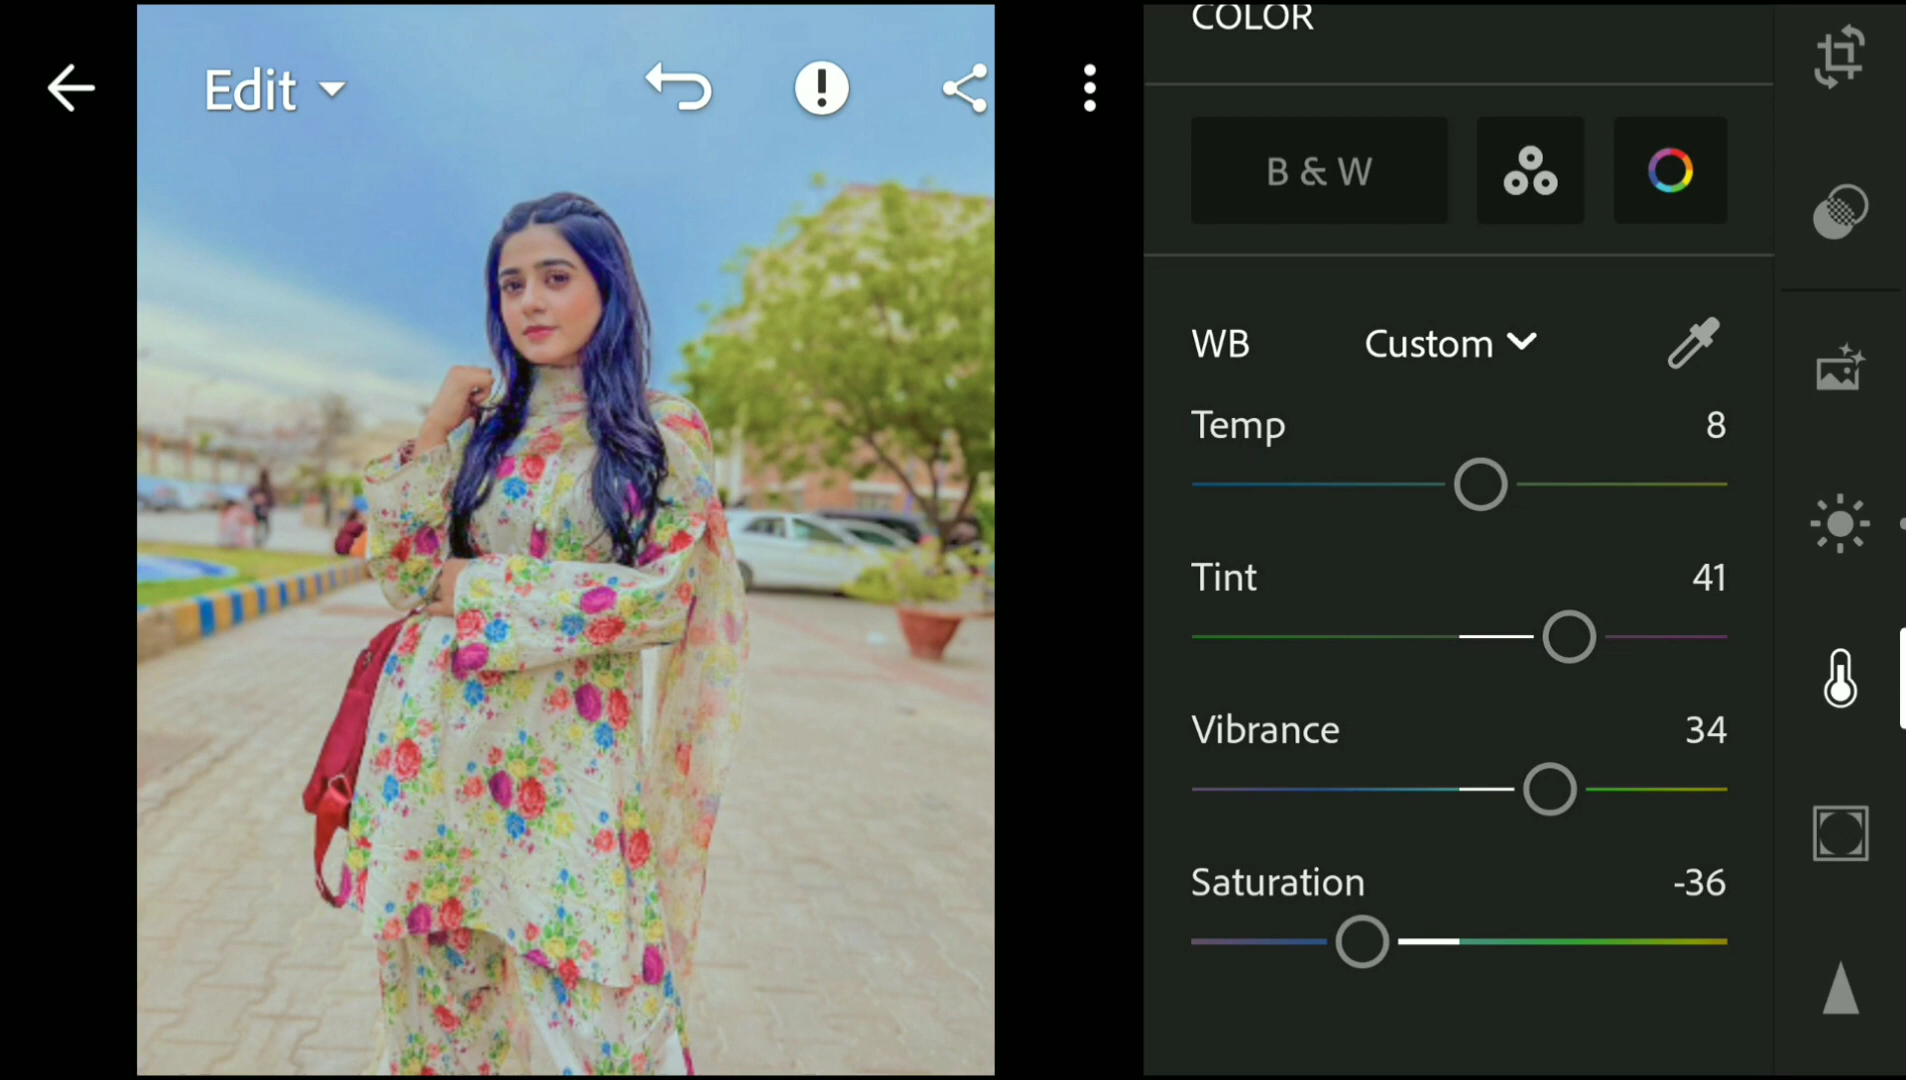 COLOR
Edit
B & W
WB Custom
Temp 8
Tint 41
Vibrance 34
Saturation -36